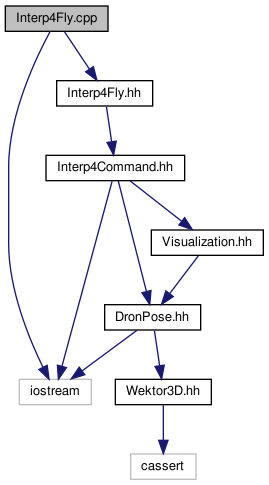 Interp4Fly.cpp
Interp4Fly.hh
Interp4Command.hh
Visualization.hh
DronPose.hh
iostream
Wektor3D.hh
cassert